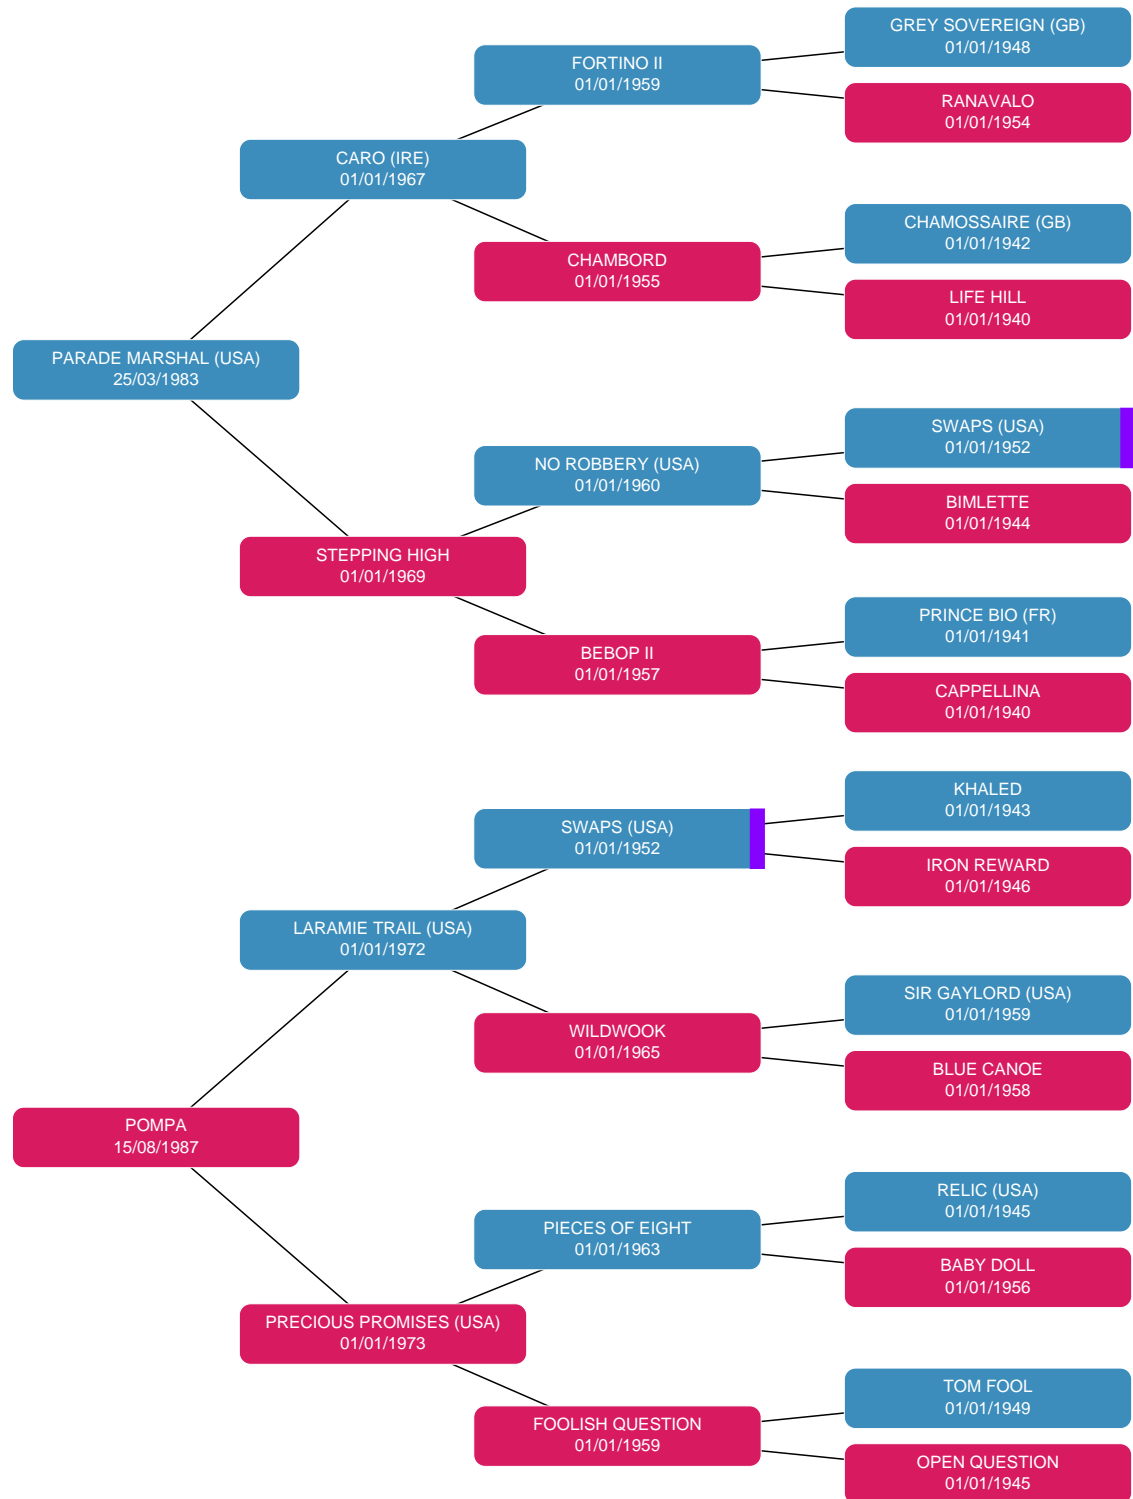 GREY SOVEREIGN (GB)
01/01/1948
FORTINO II
01/01/1959
RANAVALO
01/01/1954
CARO (IRE)
01/01/1967
CHAMOSSAIRE (GB)
01/01/1942
CHAMBORD
01/01/1955
LIFE HILL
01/01/1940
PARADE MARSHAL (USA)
25/03/1983
SWAPS (USA)
01/01/1952
NO ROBBERY (USA)
01/01/1960
BIMLETTE
01/01/1944
STEPPING HIGH
01/01/1969
PRINCE BIO (FR)
01/01/1941
BEBOP II
01/01/1957
CAPPELLINA
01/01/1940
KHALED
01/01/1943
SWAPS (USA)
01/01/1952
IRON REWARD
01/01/1946
LARAMIE TRAIL (USA)
01/01/1972
SIR GAYLORD (USA)
01/01/1959
WILDWOOK
01/01/1965
BLUE CANOE
01/01/1958
POMPA
15/08/1987
RELIC (USA)
01/01/1945
PIECES OF EIGHT
01/01/1963
BABY DOLL
01/01/1956
PRECIOUS PROMISES (USA)
01/01/1973
TOM FOOL
01/01/1949
FOOLISH QUESTION
01/01/1959
OPEN QUESTION
01/01/1945